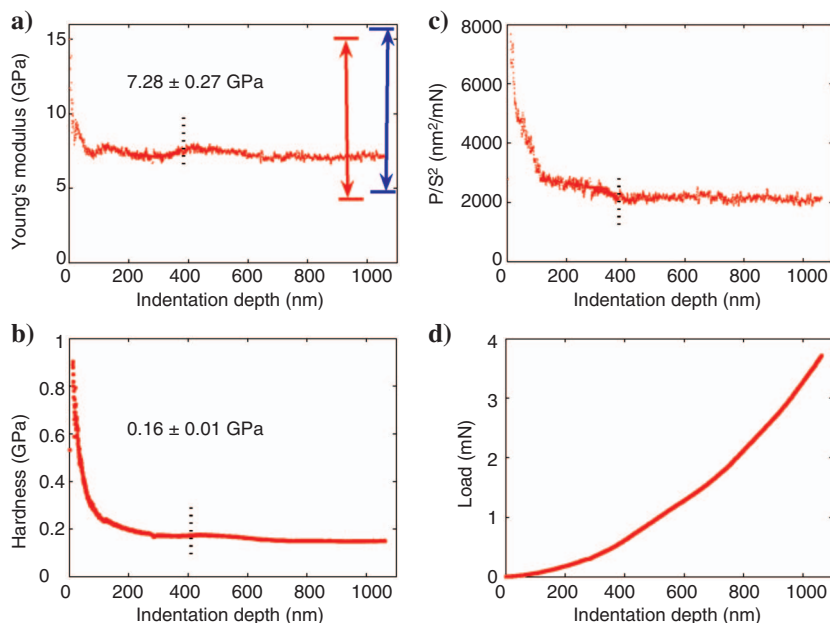 a)
Young's modulus (GPa)
15
10
5
0
7.28 ± 0.27 GPa
0 200 400 600 800 1000
Indentation depth (nm)
c)
P/S² (nm²/mN)
8000
6000
4000
2000
0
0 200 400 600 800 1000
Indentation depth (nm)
b)
Hardness (GPa)
1
0.8
0.6
0.4
0.2
0
0.16 ± 0.01 GPa
0 200 400 600 800 1000
Indentation depth (nm)
d)
Load (mN)
4
3
2
1
0
0 200 400 600 800 1000
Indentation depth (nm)